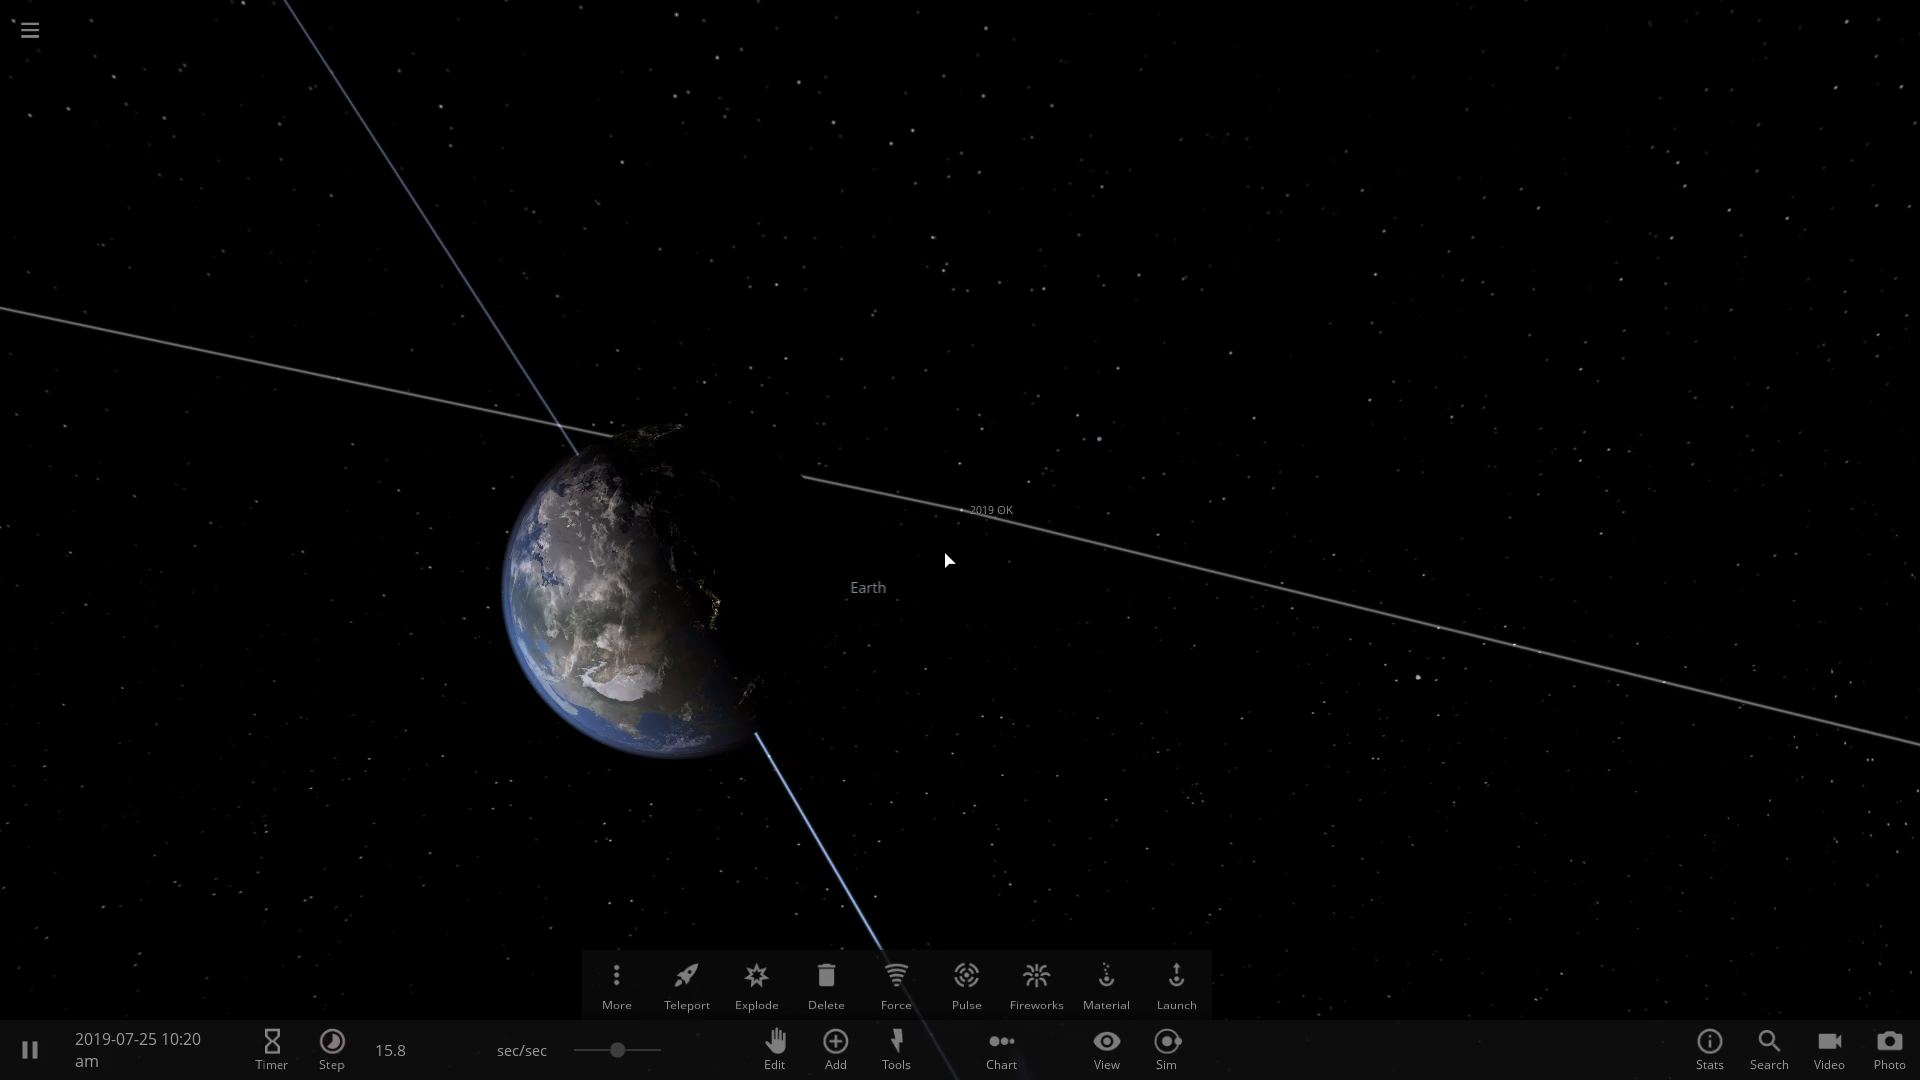 2019 OK
Earth
More
Teleport
Explode
Delete
Force
Pulse
Fireworks
Material
Launch
2019-07-25 10:20
am
Timer
Step
15.8
sec/sec
Edit
Add
Tools
Chart
View
Sim
Stats
Search
Video
Photo